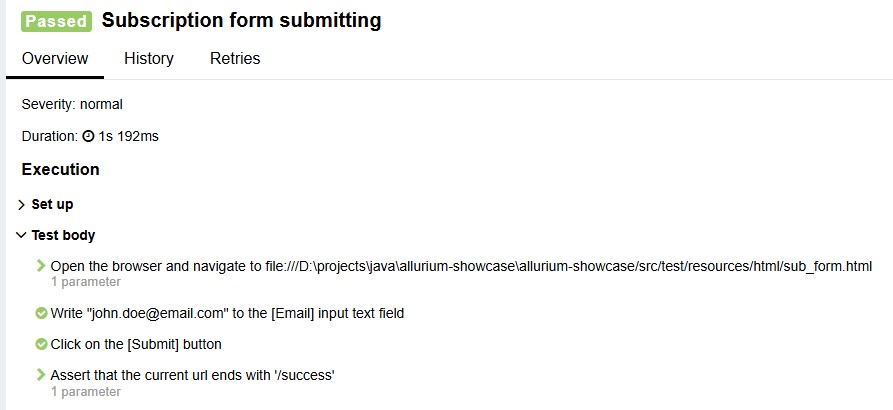 Passed Subscription form submitting
Overview History Retries
Severity: normal
Duration: 1s 192ms
Execution
Set up
Test body
Open the browser and navigate to file:///D:\projects\java\allurium-showcase\allurium-showcase/src/test/resources/html/sub_form.html
1 parameter
Write "john.doe@email.com" to the [Email] input text field
Click on the [Submit] button
Assert that the current url ends with '/success'
1 parameter